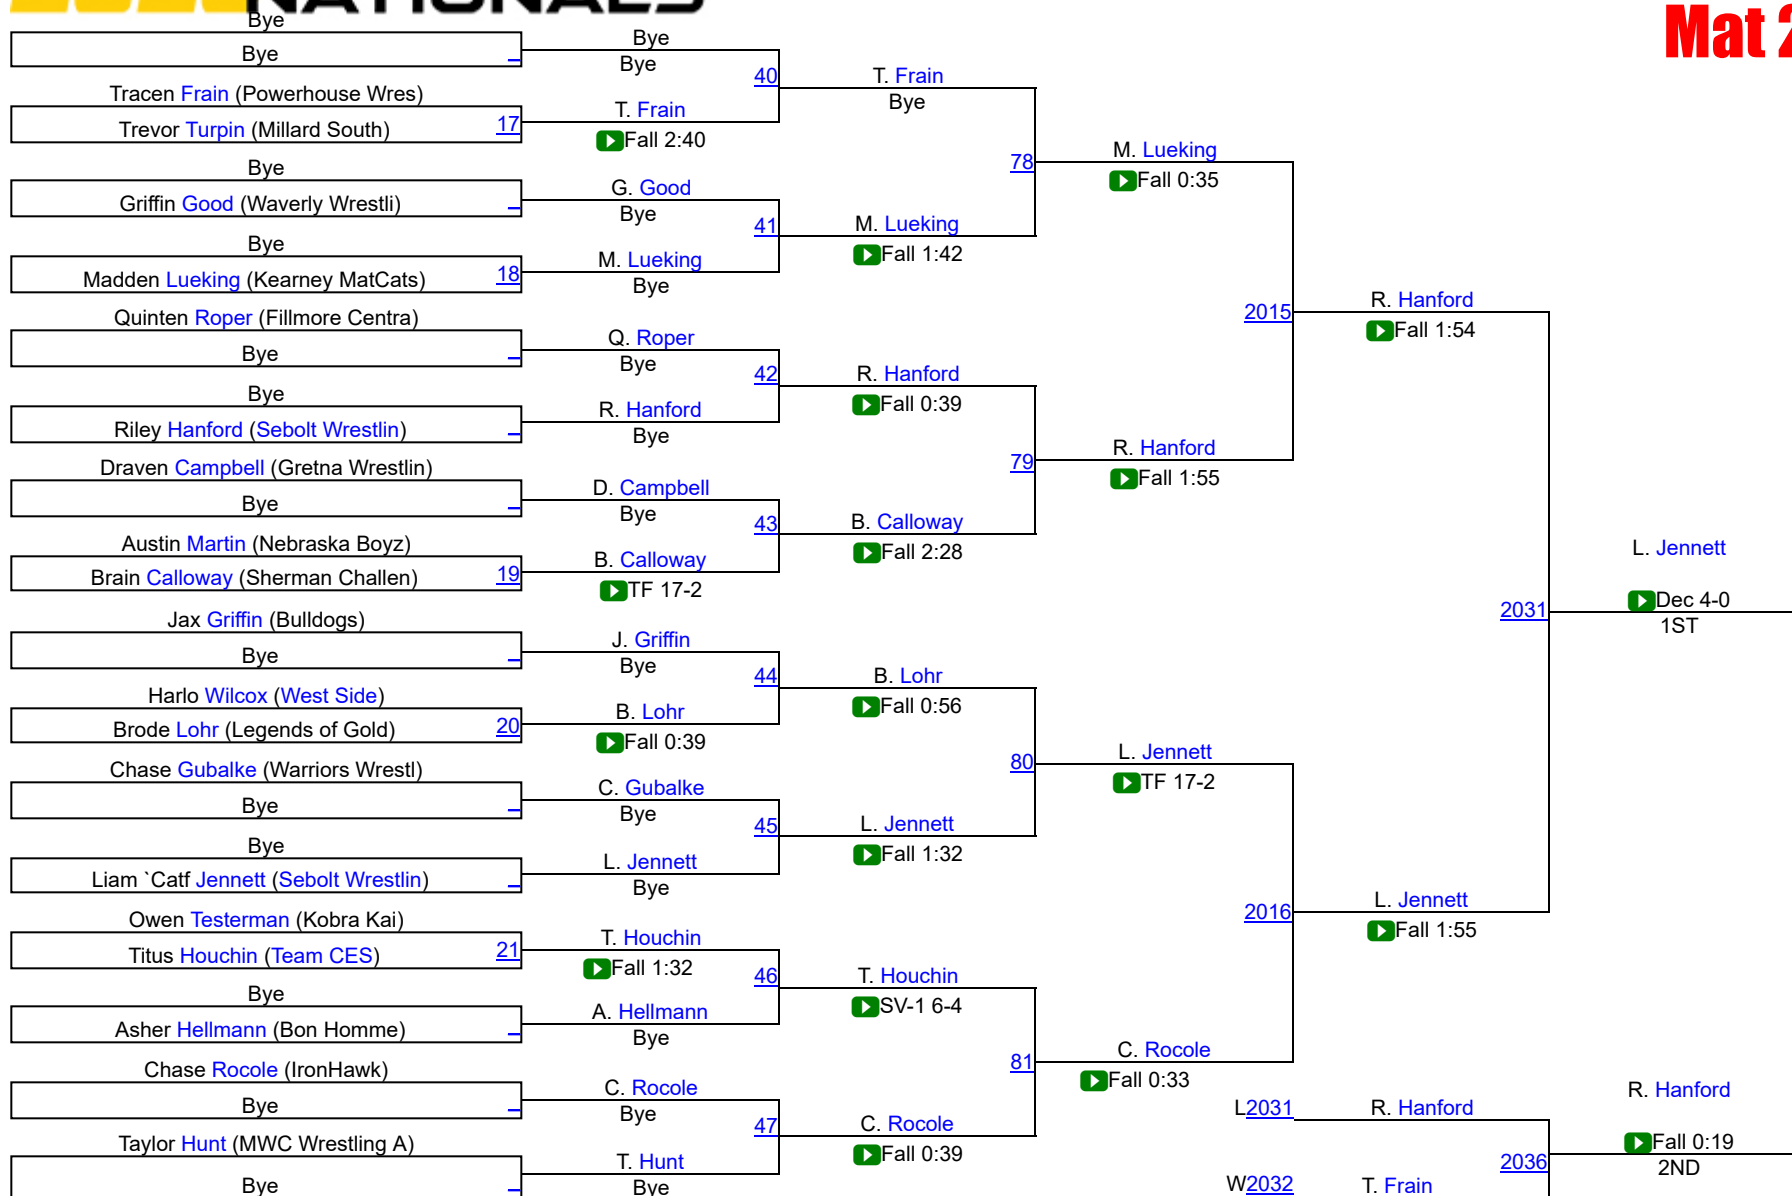 NATIONALS
Mat 2
Bye
Bye
Tracen Frain (Powerhouse Wres)
Trevor Turpin (Millard South) 17
Bye
Griffin Good (Waverly Wrestli)
Bye
Madden Lueking (Kearney MatCats) 18
Quinten Roper (Fillmore Centra)
Bye
Bye
Riley Hanford (Sebolt Wrestlin)
Draven Campbell (Gretna Wrestlin)
Bye
Austin Martin (Nebraska Boyz)
Brain Calloway (Sherman Challen) 19
Jax Griffin (Bulldogs)
Bye
Harlo Wilcox (West Side)
Brode Lohr (Legends of Gold) 20
Chase Gubalke (Warriors Wrestl)
Bye
Bye
Liam `Catf Jennett (Sebolt Wrestlin)
Owen Testerman (Kobra Kai)
Titus Houchin (Team CES) 21
Bye
Asher Hellmann (Bon Homme)
Chase Rocole (IronHawk)
Bye
Taylor Hunt (MWC Wrestling A)
Bye
Bye
Bye
40
T. Frain
Fall 2:40
G. Good
Bye
41
M. Lueking
Bye
Q. Roper
Bye
42
R. Hanford
Bye
D. Campbell
Bye
43
B. Calloway
TF 17-2
J. Griffin
Bye
44
B. Lohr
Fall 0:39
C. Gubalke
Bye
45
L. Jennett
Bye
T. Houchin
Fall 1:32
46
A. Hellmann
Bye
C. Rocole
Bye
47
T. Hunt
Bye
T. Frain
Bye
78
M. Lueking
Fall 1:42
R. Hanford
Fall 0:39
79
B. Calloway
Fall 2:28
B. Lohr
Fall 0:56
80
L. Jennett
Fall 1:32
T. Houchin
SV-1 6-4
81
C. Rocole
Fall 0:39
M. Lueking
Fall 0:35
2015
R. Hanford
Fall 1:55
L. Jennett
TF 17-2
2016
C. Rocole
Fall 0:33
R. Hanford
Fall 1:54
2031
L. Jennett
Fall 1:55
L. Jennett
Dec 4-0
1ST
L2031 R. Hanford
2036
W2032 T. Frain
R. Hanford
Fall 0:19
2ND